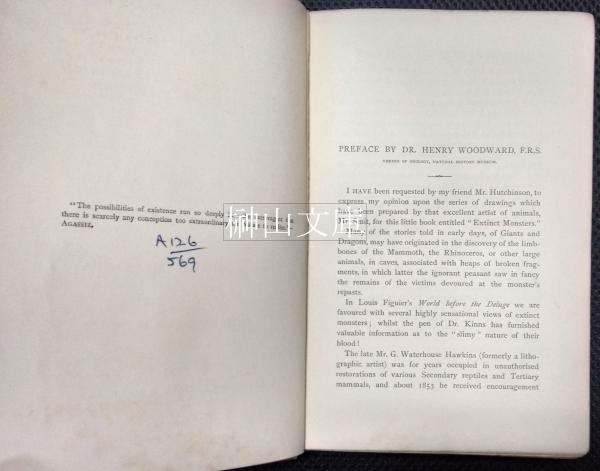 "The possibilities of existence run so deeply
there is scarcely any conception too extraordinary
AGASSIZ.
A126
569
榊山文庫
PREFACE BY DR. HENRY WOODWARD, F.R.S.
KEEPER OF GEOLOGY, NATURAL HISTORY MUSEUM.
I HAVE been requested by my friend Mr. Hutchinson, to
express my opinion upon the series of drawings which
have been prepared by that excellent artist of animals,
Mr. Smit, for this little book entitled "Extinct Monsters."
of the stories told in early days, of Giants and
Dragons, may have originated in the discovery of the limb-
bones of the Mammoth, the Rhinoceros, or other large
animals, in caves, associated with heaps of broken frag-
ments, in which latter the ignorant peasant saw in fancy
the remains of the victims devoured at the monster's
repasts.
In Louis Figuier's World before the Deluge we are
favoured with several highly sensational views of extinct
monsters; whilst the pen of Dr. Kinns has furnished
valuable information as to the "slimy" nature of their
blood!
The late Mr. G. Waterhouse Hawkins (formerly a litho-
graphic artist) was for years occupied in unauthorised
restorations of various Secondary reptiles and Tertiary
mammals, and about 1853 he received encouragement